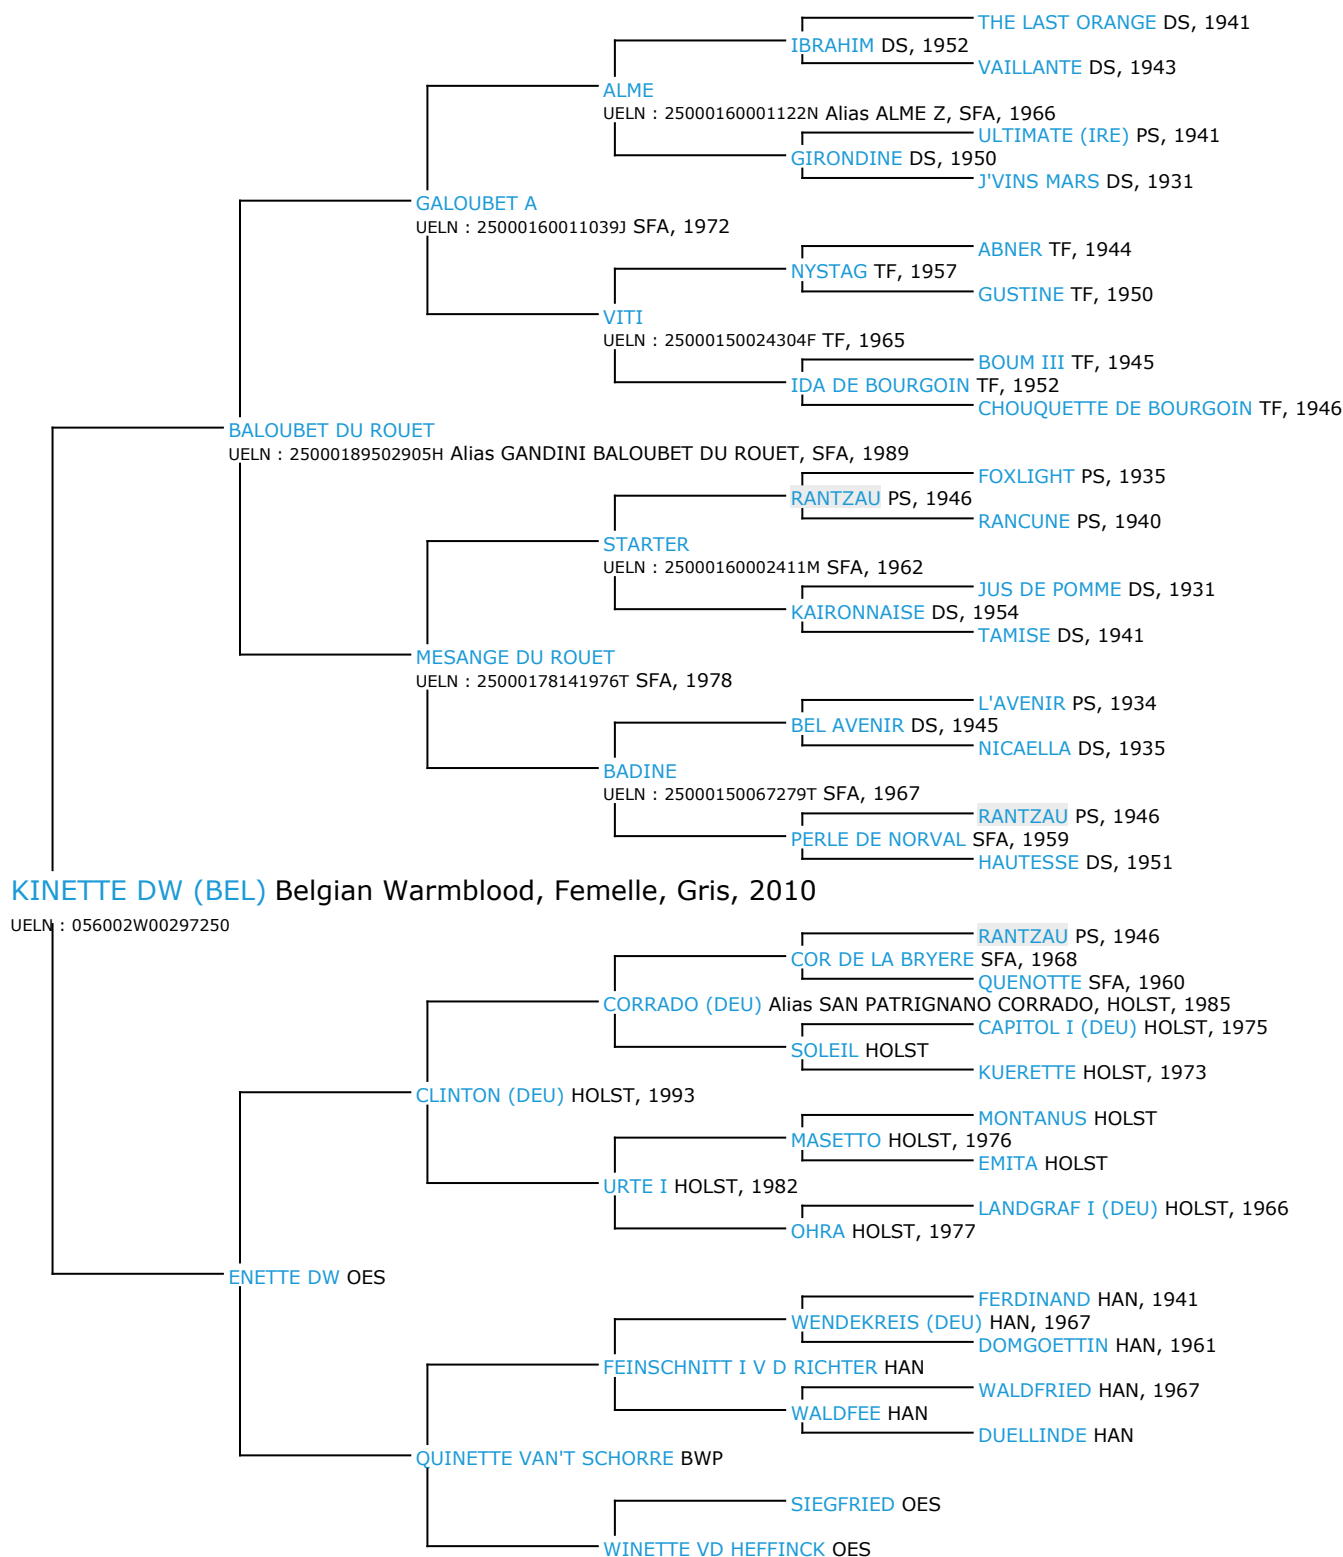 THE LAST ORANGE DS, 1941
IBRAHIM DS, 1952
VAILLANTE DS, 1943
ALME
UELN : 25000160001122N Alias ALME Z, SFA, 1966
ULTIMATE (IRE) PS, 1941
GIRONDINE DS, 1950
J'VINS MARS DS, 1931
GALOUBET A
UELN : 25000160011039J SFA, 1972
ABNER TF, 1944
NYSTAG TF, 1957
GUSTINE TF, 1950
VITI
UELN : 25000150024304F TF, 1965
BOUM III TF, 1945
IDA DE BOURGOIN TF, 1952
CHOUQUETTE DE BOURGOIN TF, 1946
BALOUBET DU ROUET
UELN : 25000189502905H Alias GANDINI BALOUBET DU ROUET, SFA, 1989
FOXLIGHT PS, 1935
RANTZAU PS, 1946
RANCUNE PS, 1940
STARTER
UELN : 25000160002411M SFA, 1962
JUS DE POMME DS, 1931
KAIRONNAISE DS, 1954
TAMISE DS, 1941
MESANGE DU ROUET
UELN : 25000178141976T SFA, 1978
L'AVENIR PS, 1934
BEL AVENIR DS, 1945
NICAELLA DS, 1935
BADINE
UELN : 25000150067279T SFA, 1967
RANTZAU PS, 1946
PERLE DE NORVAL SFA, 1959
HAUTESSE DS, 1951
KINETTE DW (BEL) Belgian Warmblood, Femelle, Gris, 2010
UELN : 056002W00297250
RANTZAU PS, 1946
COR DE LA BRYERE SFA, 1968
QUENOTTE SFA, 1960
CORRADO (DEU) Alias SAN PATRIGNANO CORRADO, HOLST, 1985
CAPITOL I (DEU) HOLST, 1975
SOLEIL HOLST
KUERETTE HOLST, 1973
CLINTON (DEU) HOLST, 1993
MONTANUS HOLST
MASETTO HOLST, 1976
EMITA HOLST
URTE I HOLST, 1982
LANDGRAF I (DEU) HOLST, 1966
OHRA HOLST, 1977
ENETTE DW OES
FERDINAND HAN, 1941
WENDEKREIS (DEU) HAN, 1967
DOMGOETTIN HAN, 1961
FEINSCHNITT I V D RICHTER HAN
WALDFRIED HAN, 1967
WALDFEE HAN
DUELLINDE HAN
QUINETTE VAN'T SCHORRE BWP
SIEGFRIED OES
WINETTE VD HEFFINCK OES